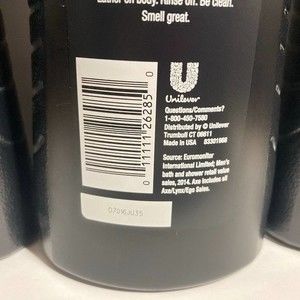 Lather on body. Rinse off. Be clean.
Smell great.
Unilever
Questions/Comments?
1-800-450-7580
Distributed by © Unilever
Trumbull CT 06611
Made in USA 83301968
Source: Euromonitor
International Limited; Men's
bath and shower retail value
sales, 2014. Axe includes all
Axe/Lynx/Ego Sales.
0 11111 26285 0
07016JU35